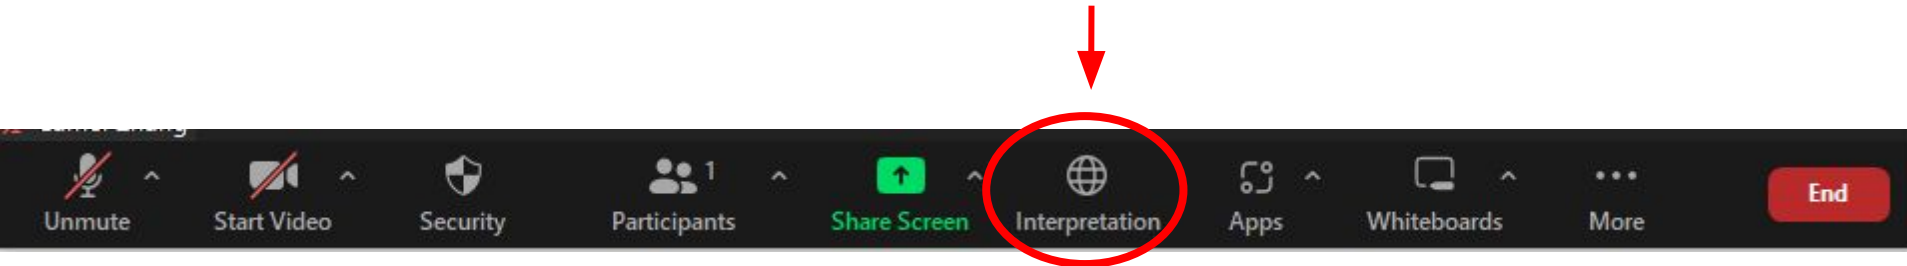 Unmute
Start Video
Security
Participants
1
Share Screen
Interpretation
Apps
Whiteboards
More
End